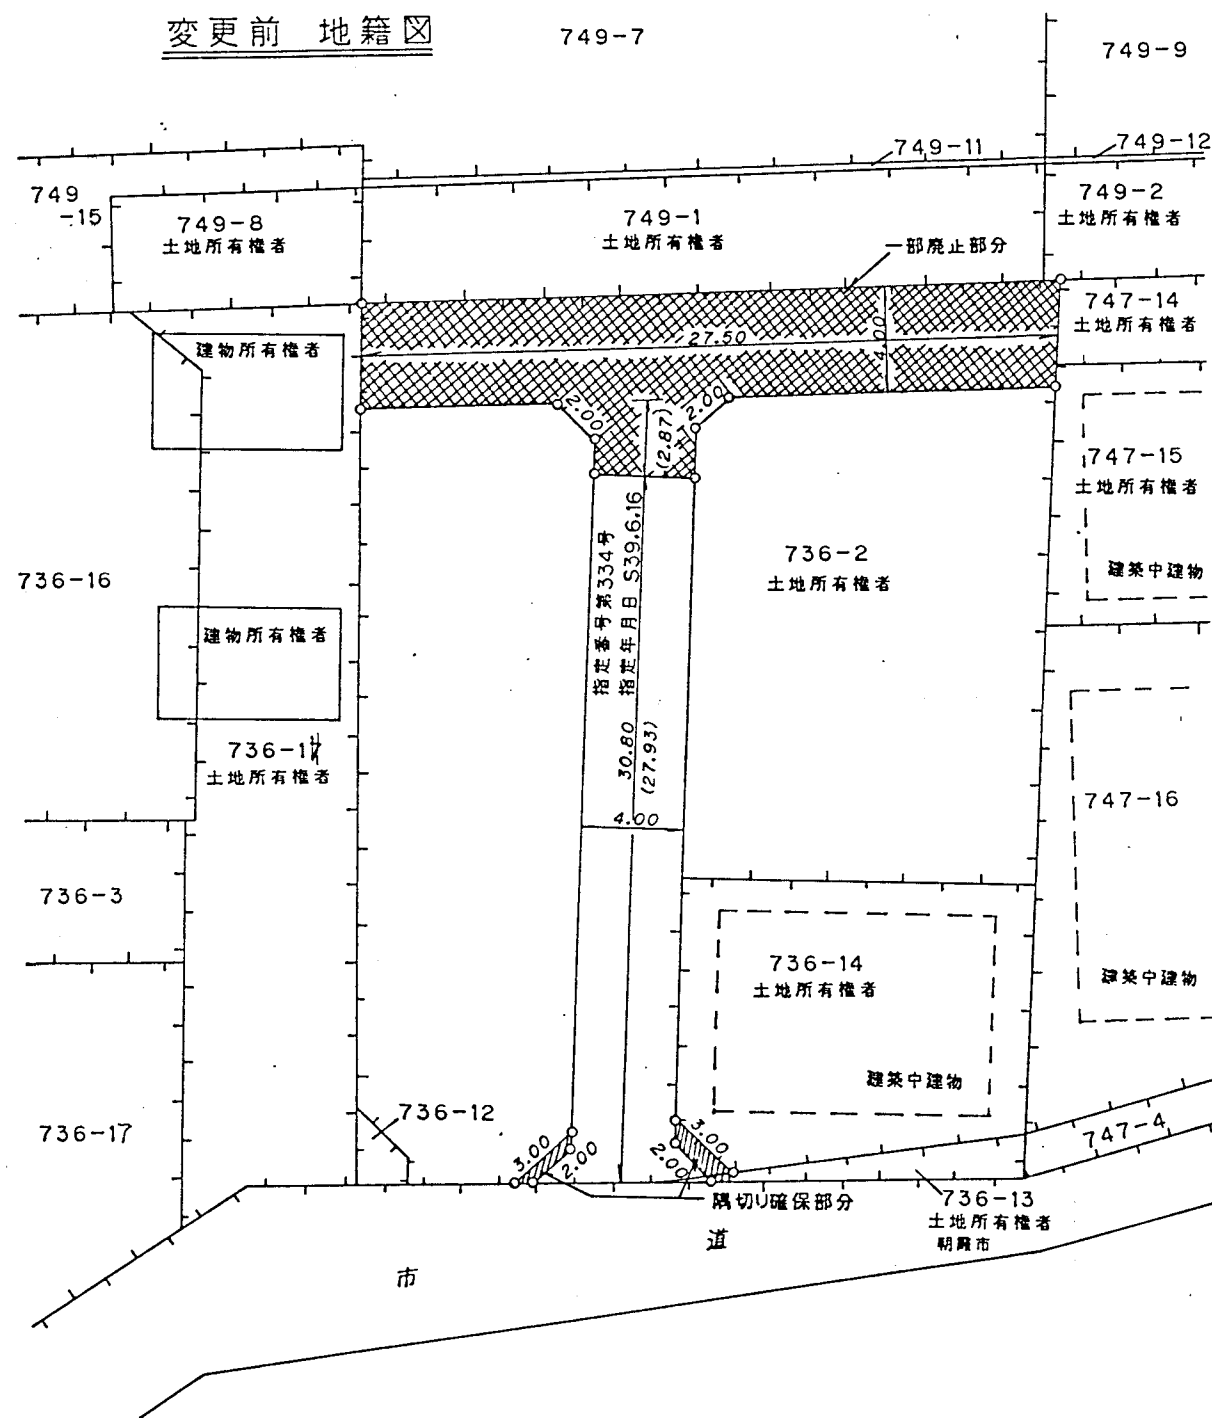 変更前 地籍図
749-7
749-9
749-11
749-12
749
-15
749-8
土地所有権者
749-1
土地所有権者
749-2
土地所有権者
一部廃止部分
747-14
土地所有権者
27.50
4.00
建物所有権者
2.00
2.00
(2.87)
747-15
土地所有権者
建築中建物
指定番号第334号
指定年月日 S39.6.16
736-2
土地所有権者
736-16
建物所有権者
土地所有権者
30.80
(27.93)
4.00
747-16
建築中建物
736-3
736-14
土地所有権者
建築中建物
736-12
736-17
3.00
2.00
3.00
2.00
747-4
隅切り確保部分
736-13
土地所有権者
朝霞市
市
道